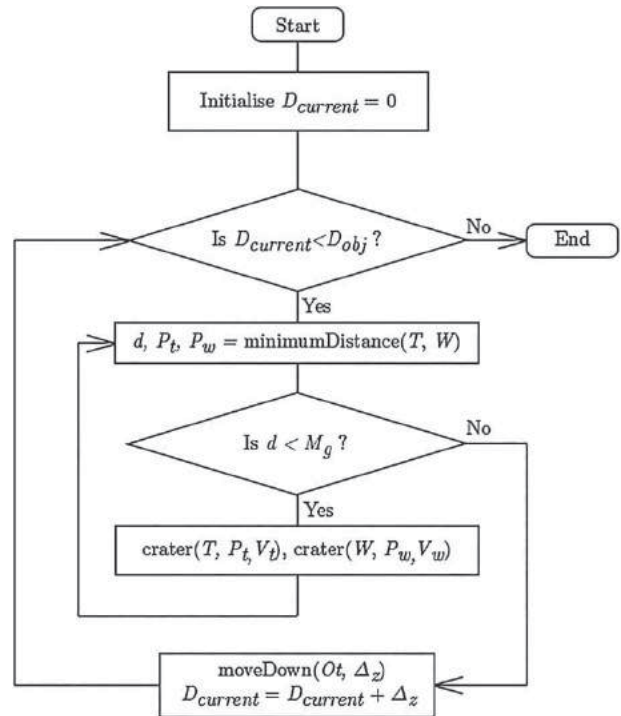 Start
Initialise D_current = 0
Is D_current<D_obj ?
No
End
Yes
d, P_t, P_w = minimumDistance(T, W)
Is d < M_g ?
No
Yes
crater(T, P_t, V_t), crater(W, P_w, V_w)
moveDown(Ot, Δ_z)
D_current = D_current + Δ_z